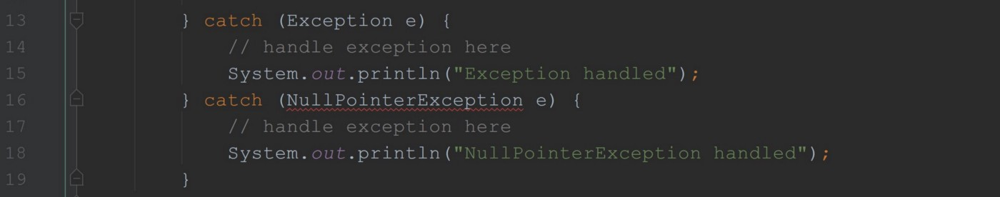 13 } catch (Exception e) {
14 // handle exception here
15 System.out.println("Exception handled");
16 } catch (NullPointerException e) {
17 // handle exception here
18 System.out.println("NullPointerException handled");
19 }